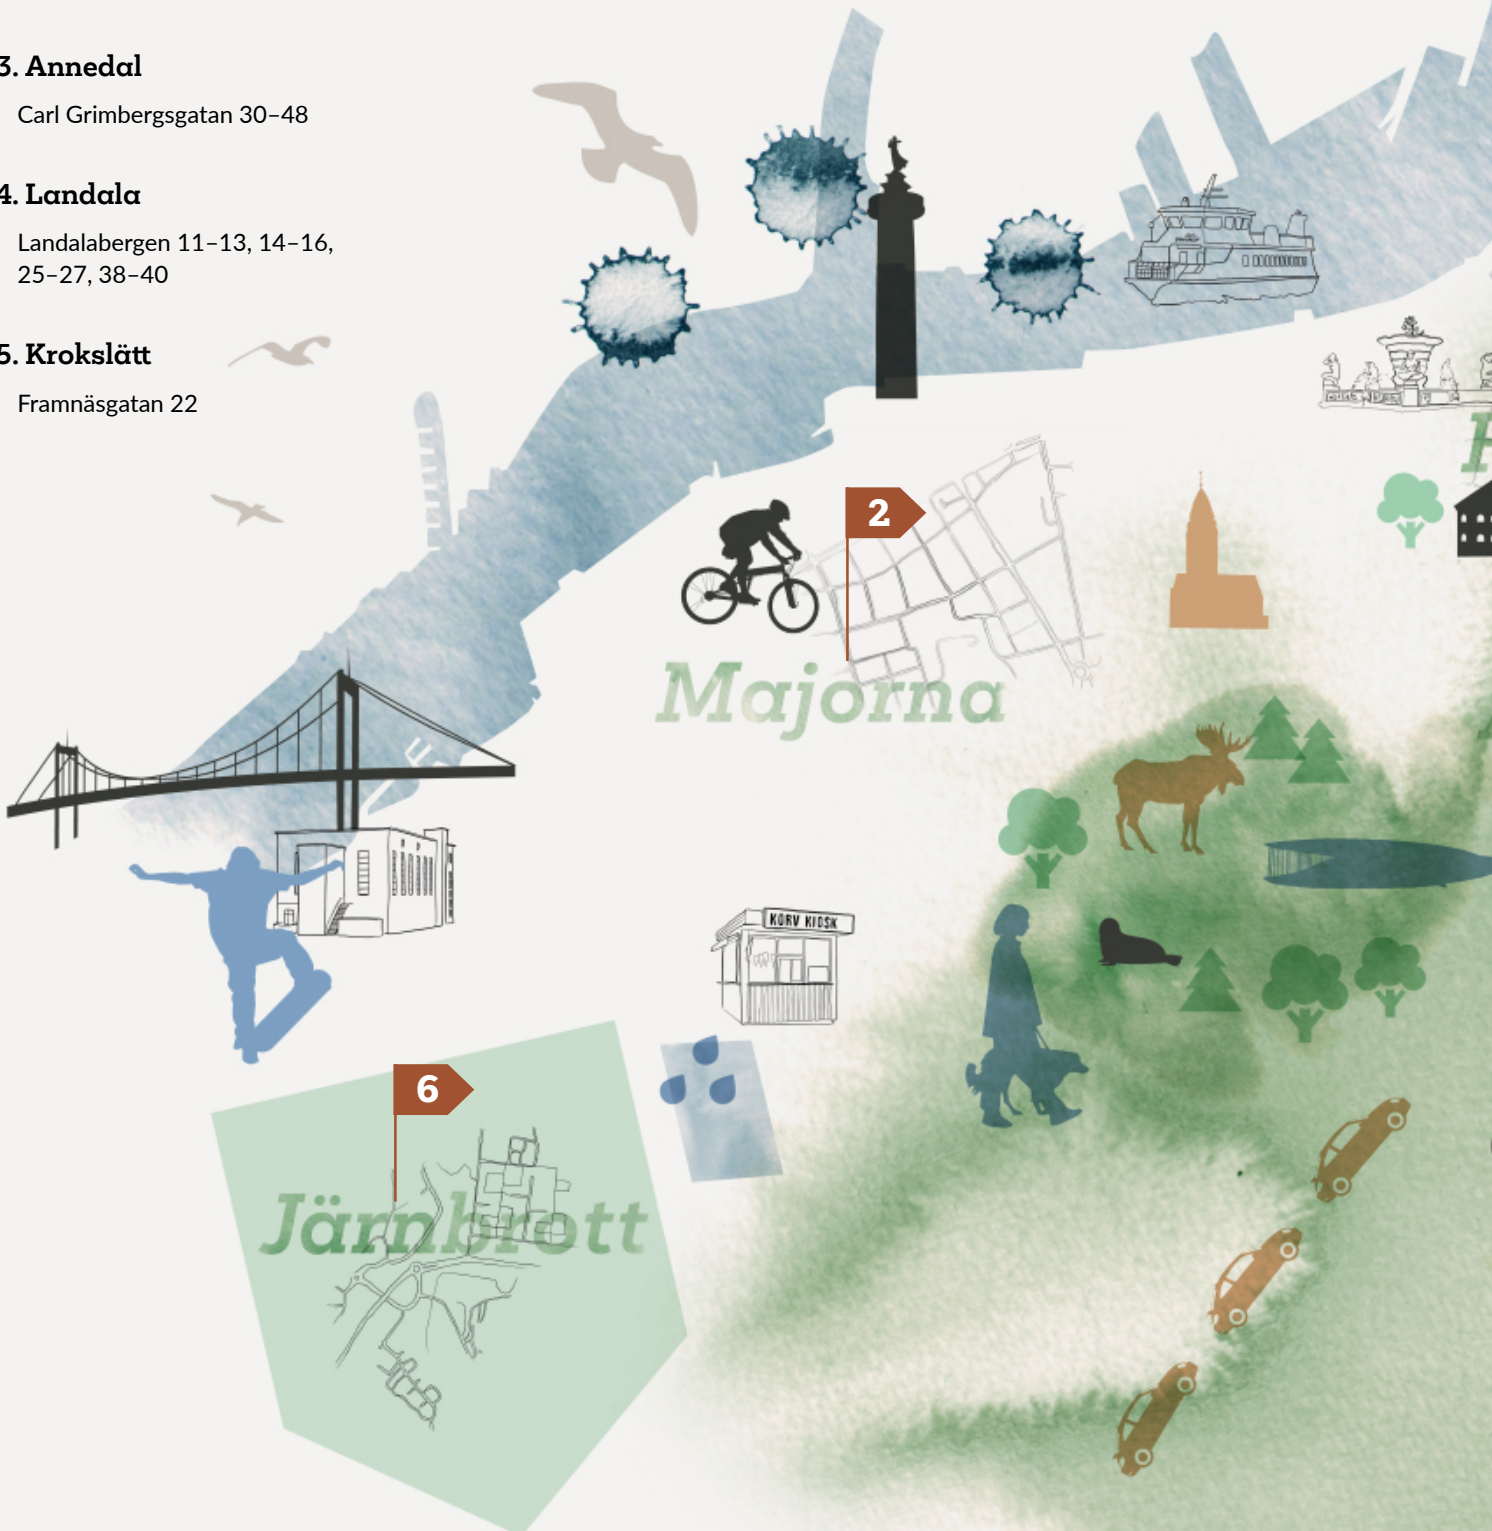 3. Annedal
Carl Grimbergsgatan 30–48
4. Landala
Landalabergen 11–13, 14–16,
25–27, 38–40
5. Krokslätt
Framnäsgatan 22
2
Majorna
KORV KIOSK
6
Järnbrott